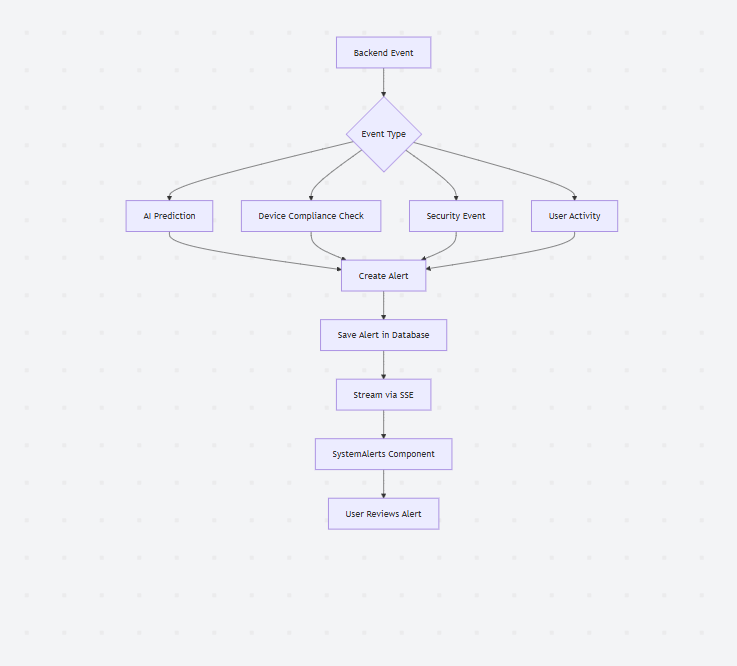 Backend Event
Event Type
AI Prediction
Device Compliance Check
Security Event
User Activity
Create Alert
Save Alert in Database
Stream via SSE
SystemAlerts Component
User Reviews Alert